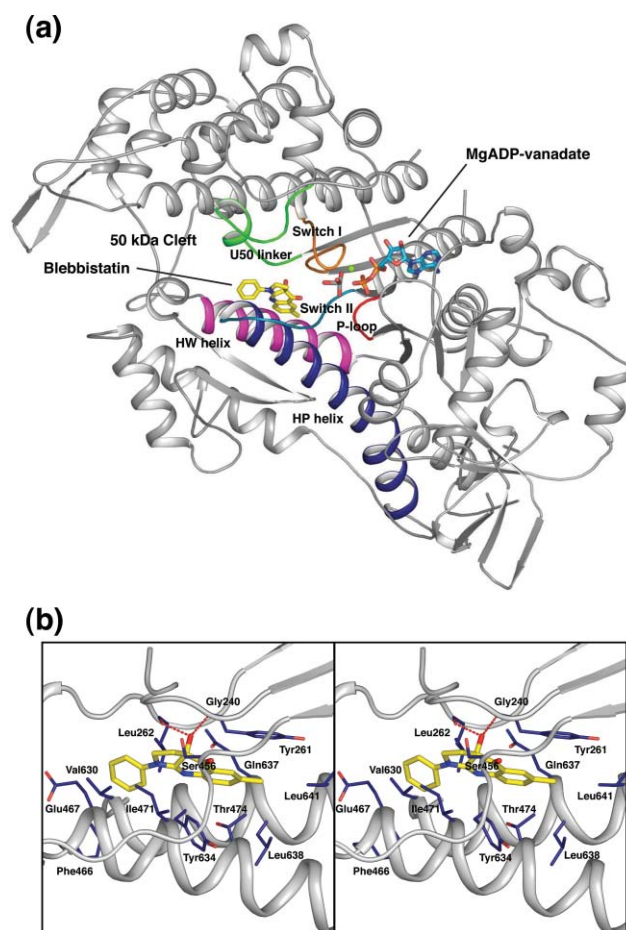 (a)
MgADP-vanadate
Switch I
50 kDa Cleft
U50 linker
Blebbistatin
Switch II
P-loop
HW helix
HP helix
(b)
Gly240
Leu262
Tyr261
Ser456
Gln637
Val630
Leu641
Glu467
Ile471
Thr474
Tyr634
Leu638
Phe466
Gly240
Leu262
Tyr261
Ser456
Gln637
Val630
Leu641
Glu467
Ile471
Thr474
Tyr634
Leu638
Phe466